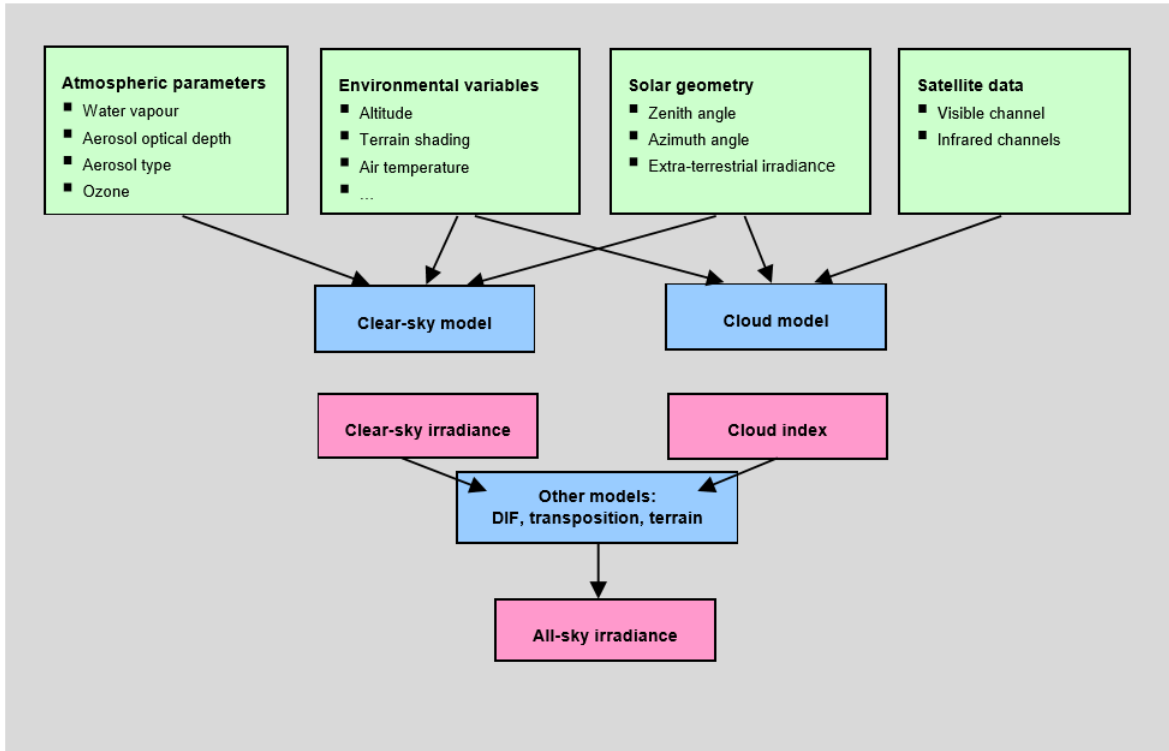 Atmospheric parameters
▪ Water vapour
▪ Aerosol optical depth
▪ Aerosol type
▪ Ozone
Environmental variables
▪ Altitude
▪ Terrain shading
▪ Air temperature
▪ ...
Solar geometry
▪ Zenith angle
▪ Azimuth angle
▪ Extra-terrestrial irradiance
Satellite data
▪ Visible channel
▪ Infrared channels
Clear-sky model
Cloud model
Clear-sky irradiance
Cloud index
Other models:
DIF, transposition, terrain
All-sky irradiance